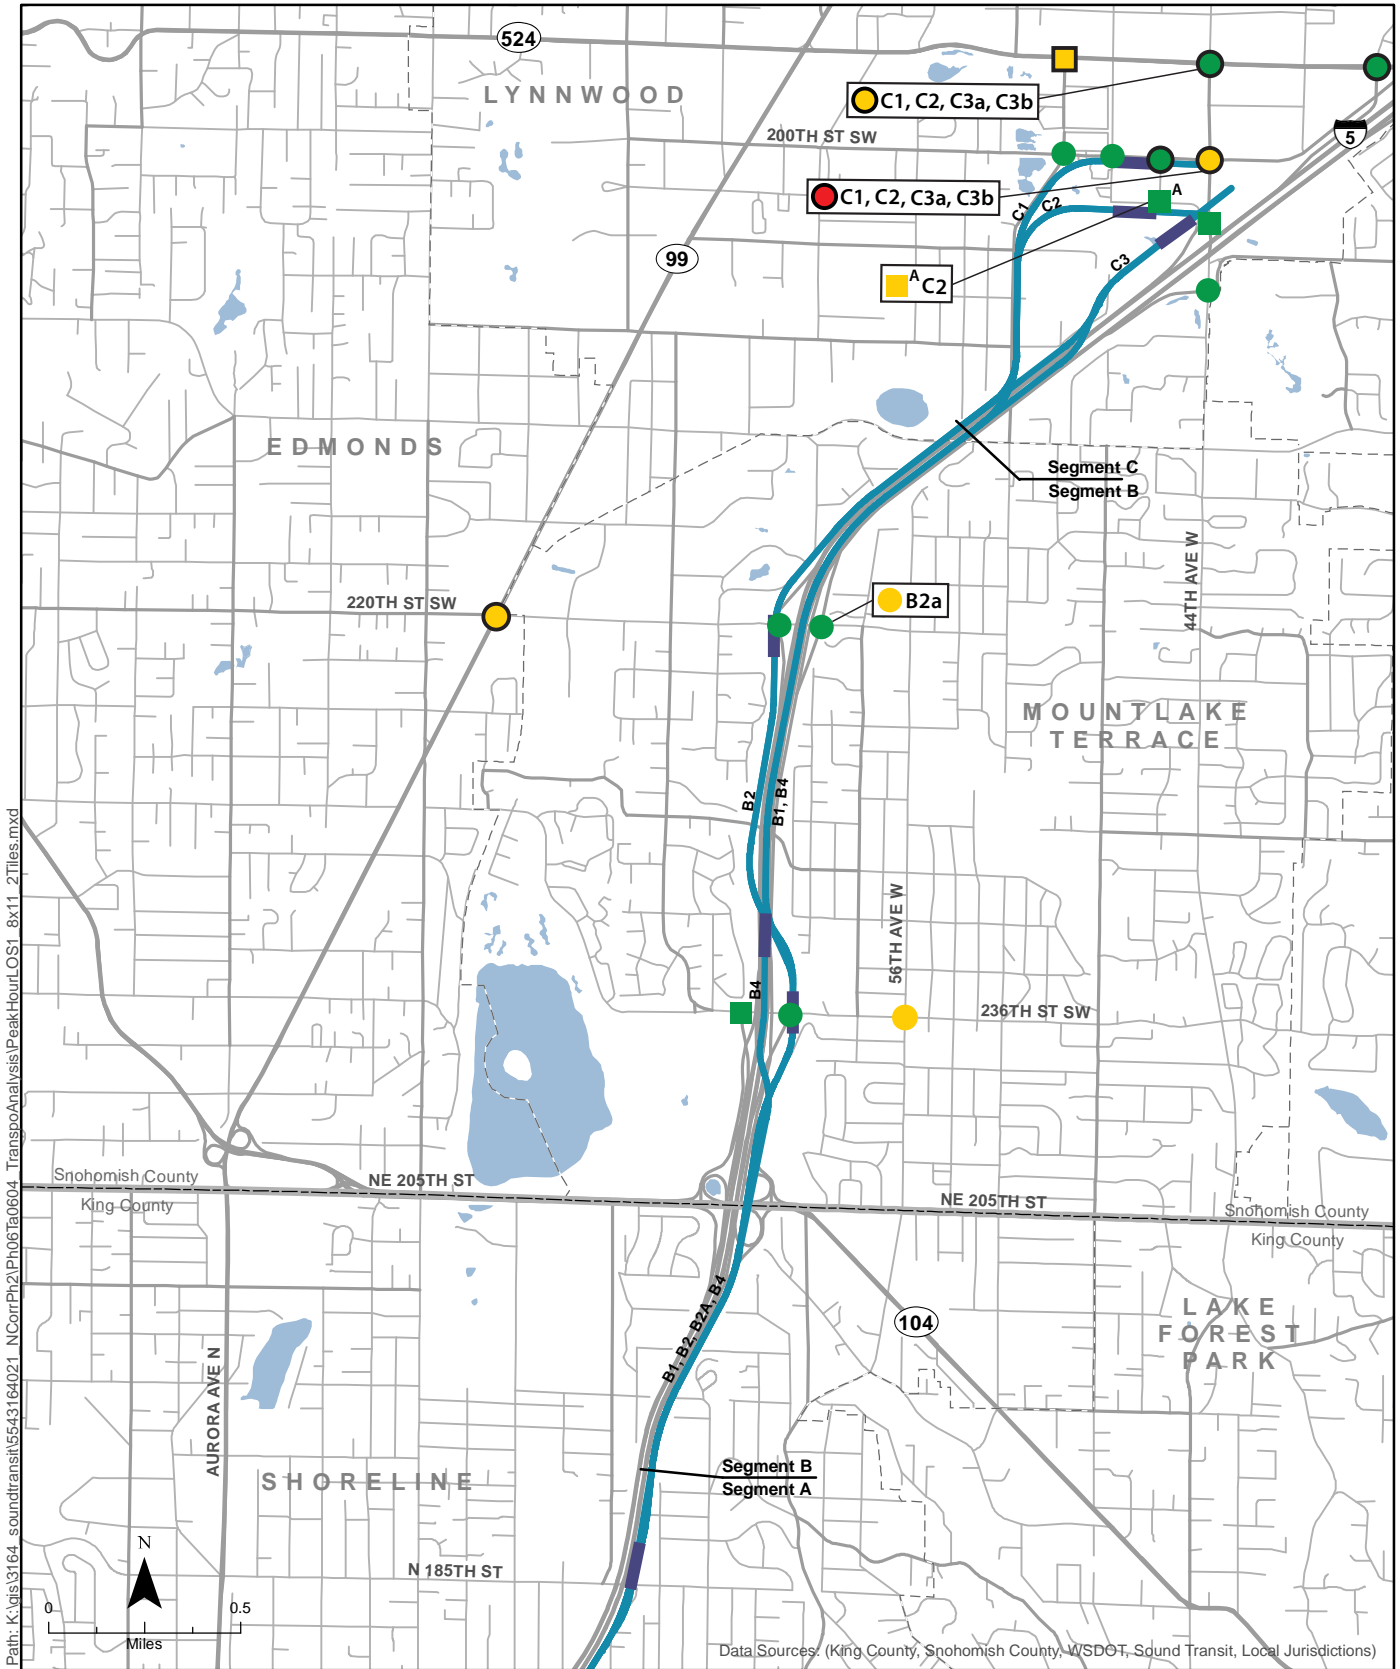 524
LYNNWOOD
C1, C2, C3a, C3b
5
200TH ST SW
A
C1, C2, C3a, C3b
C1
C2
99
C3
A
C2
EDMONDS
Segment C
Segment B
44TH AVE W
220TH ST SW
B2a
MOUNTLAKE
TERRACE
B2
B1, B4
56TH AVE W
B4
236TH ST SW
Snohomish County
King County
NE 205TH ST
NE 205TH ST
Snohomish County
King County
B1, B2, B2A, B4
104
LAKE
FOREST
PARK
AURORA AVE N
SHORELINE
Segment B
Segment A
N
N 185TH ST
0
0.5
Miles
Data Sources: (King County, Snohomish County, WSDOT, Sound Transit, Local Jurisdictions)
Path: K:\gis\3164_soundtransit\5543164021_NCorrPh2\Ph06Ta0604_TranspoAnalysis\PeakHourLOS1_8x11_2Tiles.mxd